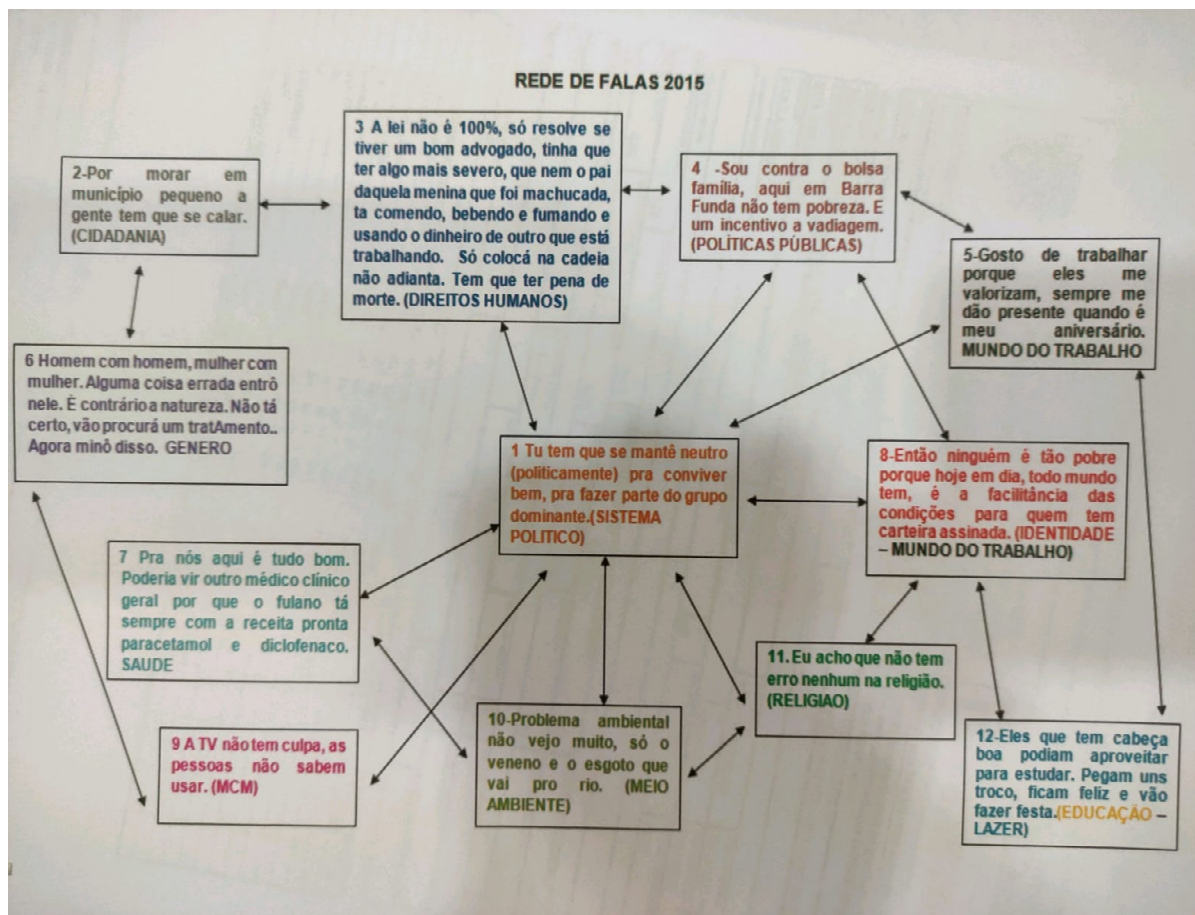 REDE DE FALAS 2015
2-Por morar em
município pequeno a
gente tem que se calar.
(CIDADANIA)
3 A lei não é 100%, só resolve se
tiver um bom advogado, tinha que
ter algo mais severo, que nem o pai
daquela menina que foi machucada,
ta comendo, bebendo e fumando e
usando o dinheiro de outro que está
trabalhando. Só colocá na cadeia
não adianta. Tem que ter pena de
morte. (DIREITOS HUMANOS)
4 -Sou contra o bolsa
família, aqui em Barra
Funda não tem pobreza. E
um incentivo a vadiagem.
(POLÍTICAS PÚBLICAS)
5-Gosto de trabalhar
porque eles me
valorizam, sempre me
dão presente quando é
meu aniversário.
MUNDO DO TRABALHO
6 Homem com homem, mulher com
mulher. Alguma coisa errada entrô
nele. É contrário a natureza. Não tá
certo, vão procurá um tratAmento..
Agora minô disso. GENERO
1 Tu tem que se mantê neutro
(politicamente) pra conviver
bem, pra fazer parte do grupo
dominante.(SISTEMA
POLITICO)
8-Então ninguém é tão pobre
porque hoje em dia, todo mundo
tem, é a facilitância das
condições para quem tem
carteira assinada. (IDENTIDADE
– MUNDO DO TRABALHO)
7 Pra nós aqui é tudo bom.
Poderia vir outro médico clínico
geral por que o fulano tá
sempre com a receita pronta
paracetamol e diclofenaco.
SAUDE
11. Eu acho que não tem
erro nenhum na religião.
(RELIGIAO)
9 A TV não tem culpa, as
pessoas não sabem
usar. (MCM)
10-Problema ambiental
não vejo muito, só o
veneno e o esgoto que
vai pro rio. (MEIO
AMBIENTE)
12-Eles que tem cabeça
boa podiam aproveitar
para estudar. Pegam uns
troco, ficam feliz e vão
fazer festa.(EDUCAÇÃO –
LAZER)